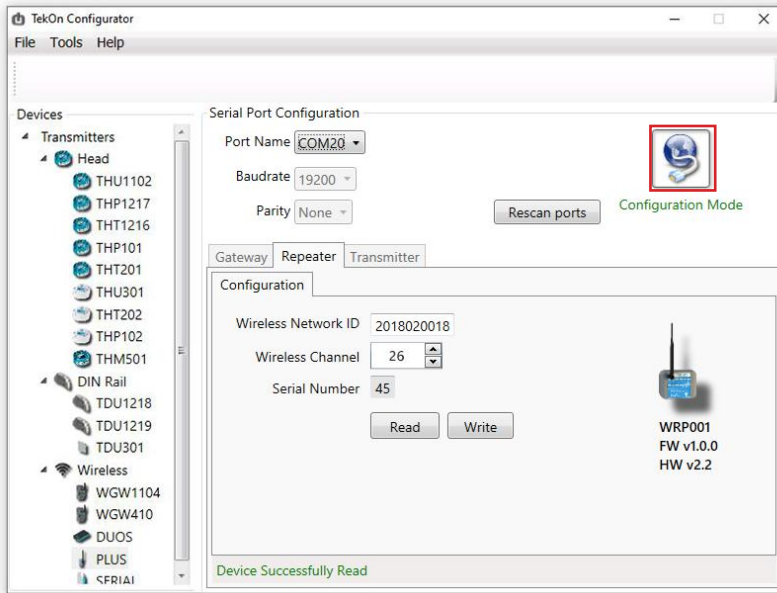 TekOn Configurator
File Tools Help
Devices
Transmitters
Head
THU1102
THP1217
THT1216
THP101
THT201
THU301
THT202
THP102
THM501
DIN Rail
TDU1218
TDU1219
TDU301
Wireless
WGW1104
WGW410
DUOS
PLUS
SERIAL
Serial Port Configuration
Port Name COM20
Baudrate 19200
Parity None
Rescan ports
Configuration Mode
Gateway Repeater Transmitter
Configuration
Wireless Network ID 2018020018
Wireless Channel 26
Serial Number 45
Read Write
WRP001
FW v1.0.0
HW v2.2
Device Successfully Read